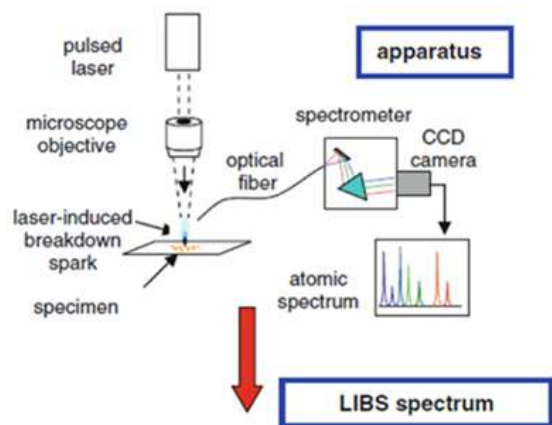 pulsed
laser
apparatus
microscope
objective
spectrometer
CCD
camera
optical
fiber
laser-induced
breakdown
spark
specimen
atomic
spectrum
LIBS spectrum